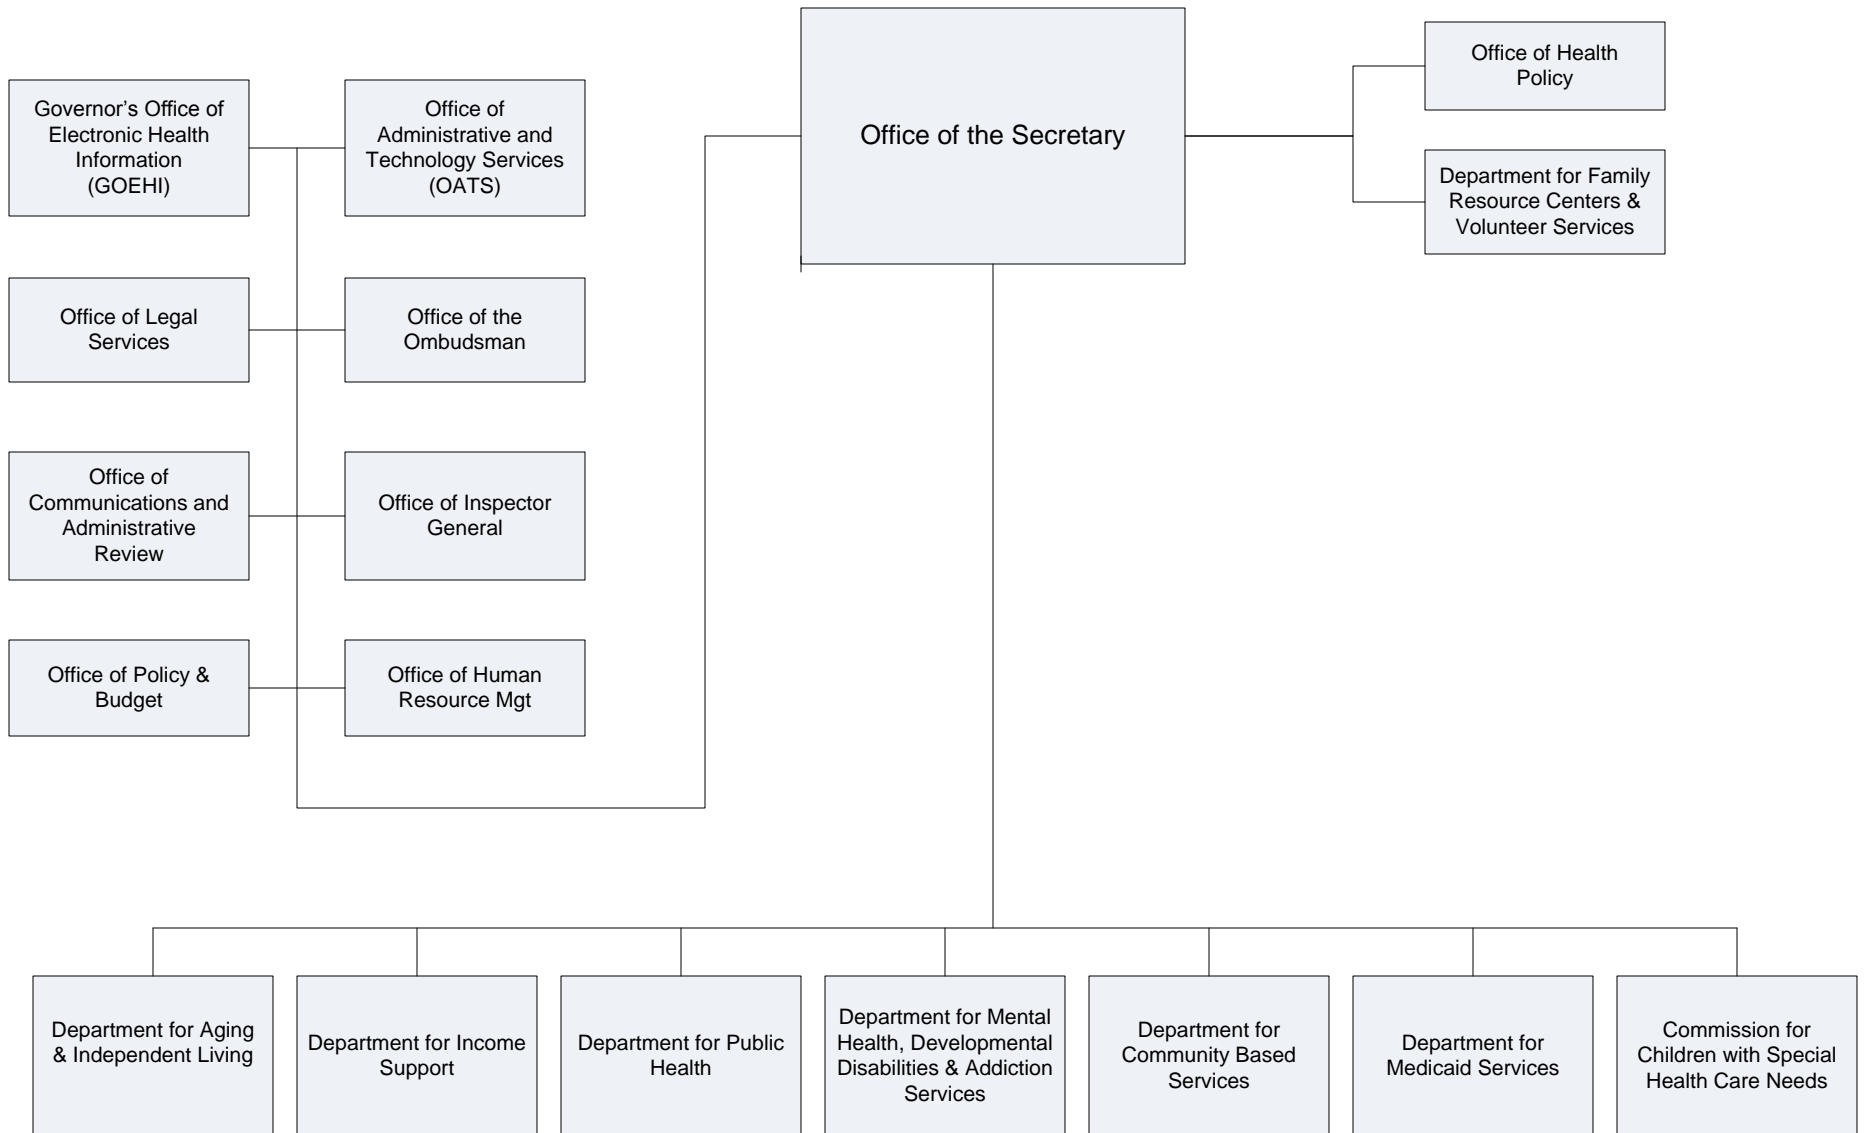 Office of the Secretary
Office of Health
Policy
Department for Family
Resource Centers &
Volunteer Services
Governor's Office of
Electronic Health
Information
(GOEHI)
Office of
Administrative and
Technology Services
(OATS)
Office of Legal
Services
Office of the
Ombudsman
Office of
Communications and
Administrative
Review
Office of Inspector
General
Office of Policy &
Budget
Office of Human
Resource Mgt
Department for Aging
& Independent Living
Department for Income
Support
Department for Public
Health
Department for Mental
Health, Developmental
Disabilities & Addiction
Services
Department for
Community Based
Services
Department for
Medicaid Services
Commission for
Children with Special
Health Care Needs